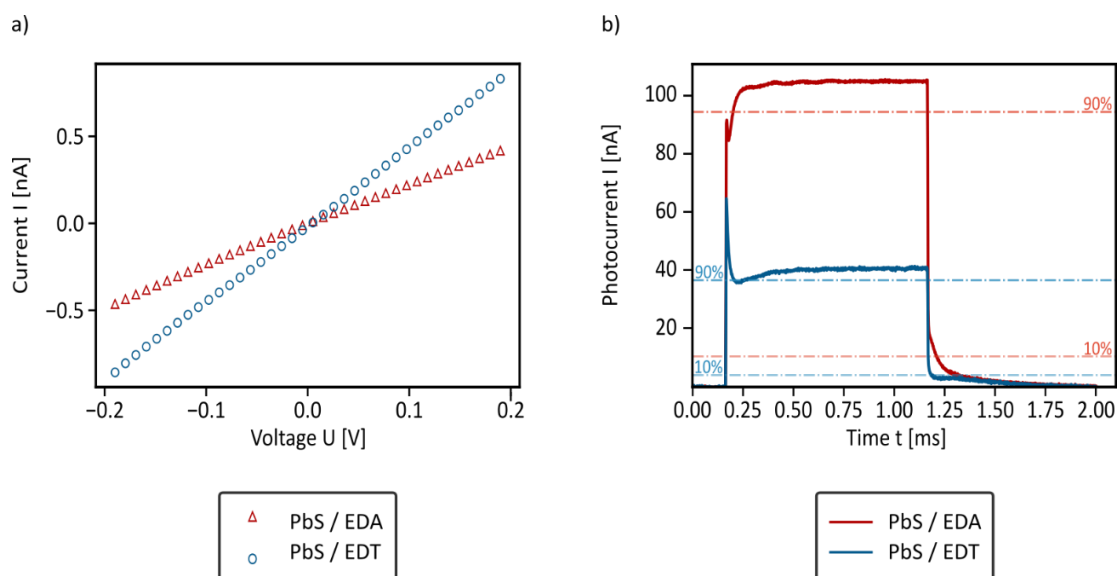 a)
Current I [nA]
0.5
0.0
−0.5
−0.2
−0.1
0.0
0.1
0.2
Voltage U [V]
PbS / EDA
PbS / EDT
b)
Photocurrent I [nA]
100
80
60
40
20
90%
90%
10%
10%
0.00
0.25
0.50
0.75
1.00
1.25
1.50
1.75
2.00
Time t [ms]
PbS / EDA
PbS / EDT